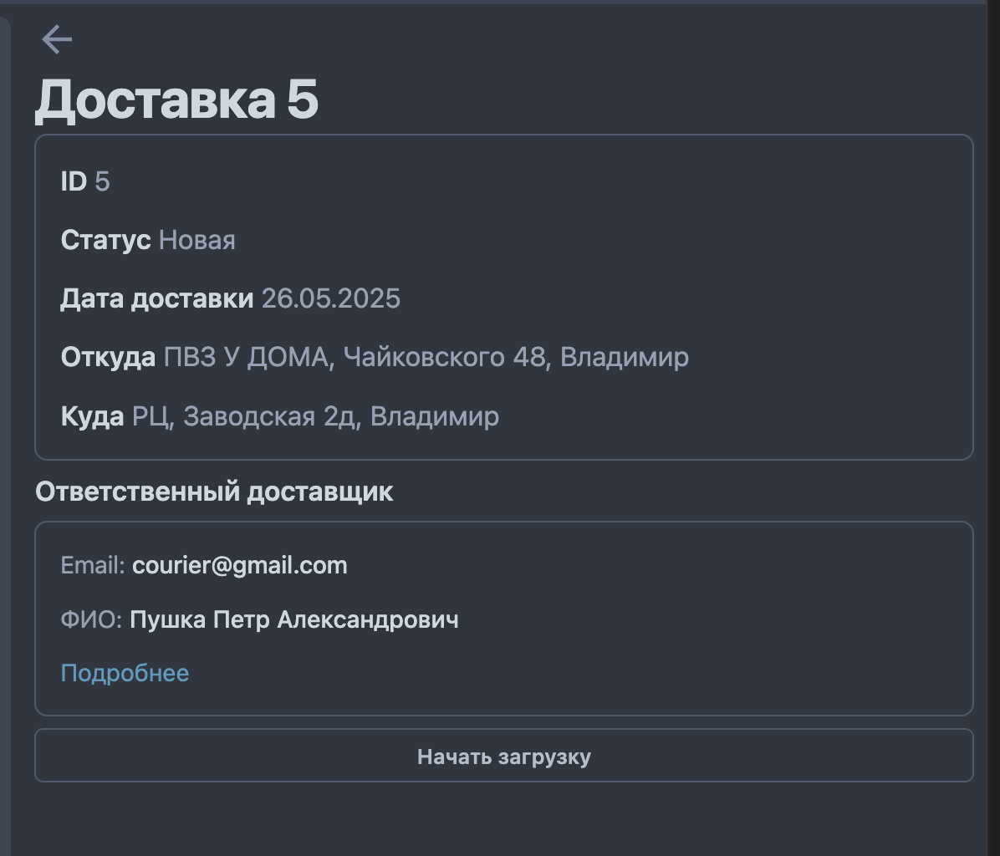 Доставка 5
ID 5
Статус Новая
Дата доставки 26.05.2025
Откуда ПВЗ У ДОМА, Чайковского 48, Владимир
Куда РЦ, Заводская 2д, Владимир
Ответственный доставщик
Email: courier@gmail.com
ФИО: Пушка Петр Александрович
Подробнее
Начать загрузку